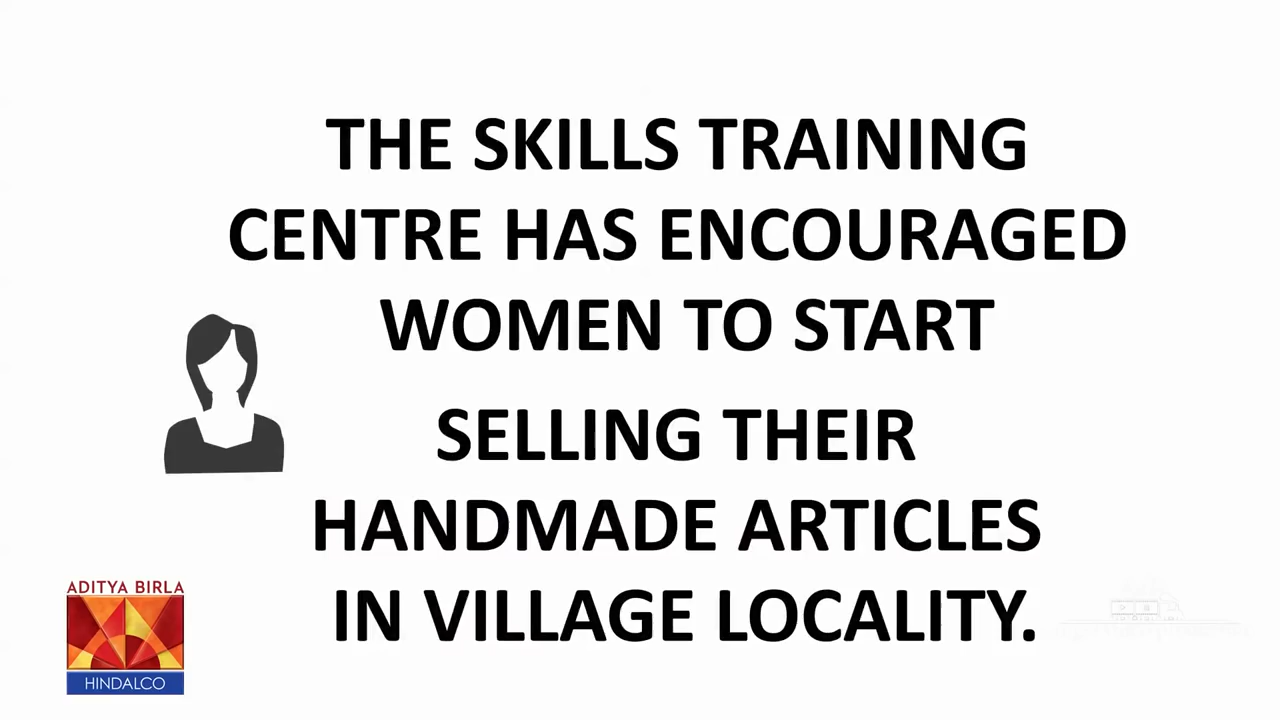 THE SKILLS TRAINING
CENTRE HAS ENCOURAGED
WOMEN TO START
SELLING THEIR
HANDMADE ARTICLES
IN VILLAGE LOCALITY.
ADITYA BIRLA
HINDALCO